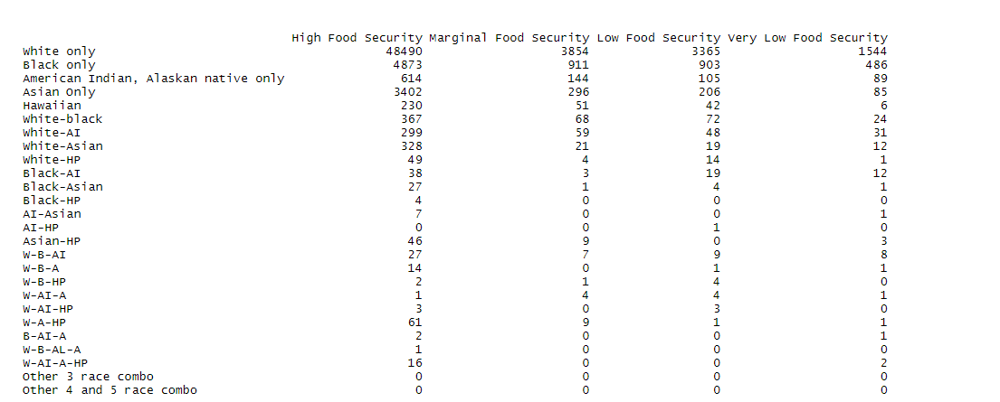 High Food Security Marginal Food Security Low Food Security Very Low Food Security
White only 48490 3854 3365 1544
Black only 4873 911 903 486
American Indian, Alaskan native only 614 144 105 89
Asian Only 3402 296 206 85
Hawaiian 230 51 42 6
White-black 367 68 72 24
White-AI 299 59 48 31
White-Asian 328 21 19 12
White-HP 49 4 14 1
Black-AI 38 3 19 12
Black-Asian 27 1 4 1
Black-HP 4 0 0 0
AI-Asian 7 0 0 1
AI-HP 0 0 1 0
Asian-HP 46 9 0 3
W-B-AI 27 7 9 8
W-B-A 14 0 1 1
W-B-HP 2 1 4 0
W-AI-A 1 4 4 1
W-AI-HP 3 0 3 0
W-A-HP 61 9 1 1
B-AI-A 2 0 0 1
W-B-AL-A 1 0 0 0
W-AI-A-HP 16 0 0 2
Other 3 race combo 0 0 0 0
Other 4 and 5 race combo 0 0 0 0